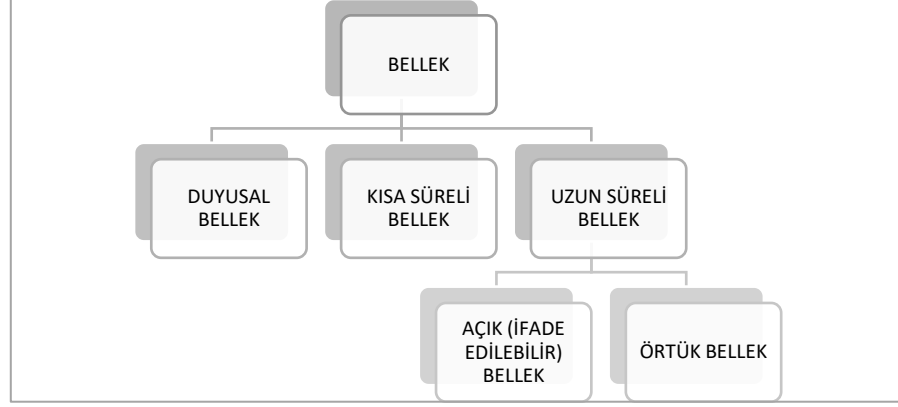 BELLEK
DUYUSAL
BELLEK
KISA SÜRELİ
BELLEK
UZUN SÜRELİ
BELLEK
AÇIK (İFADE
EDİLEBİLİR)
BELLEK
ÖRTÜK BELLEK